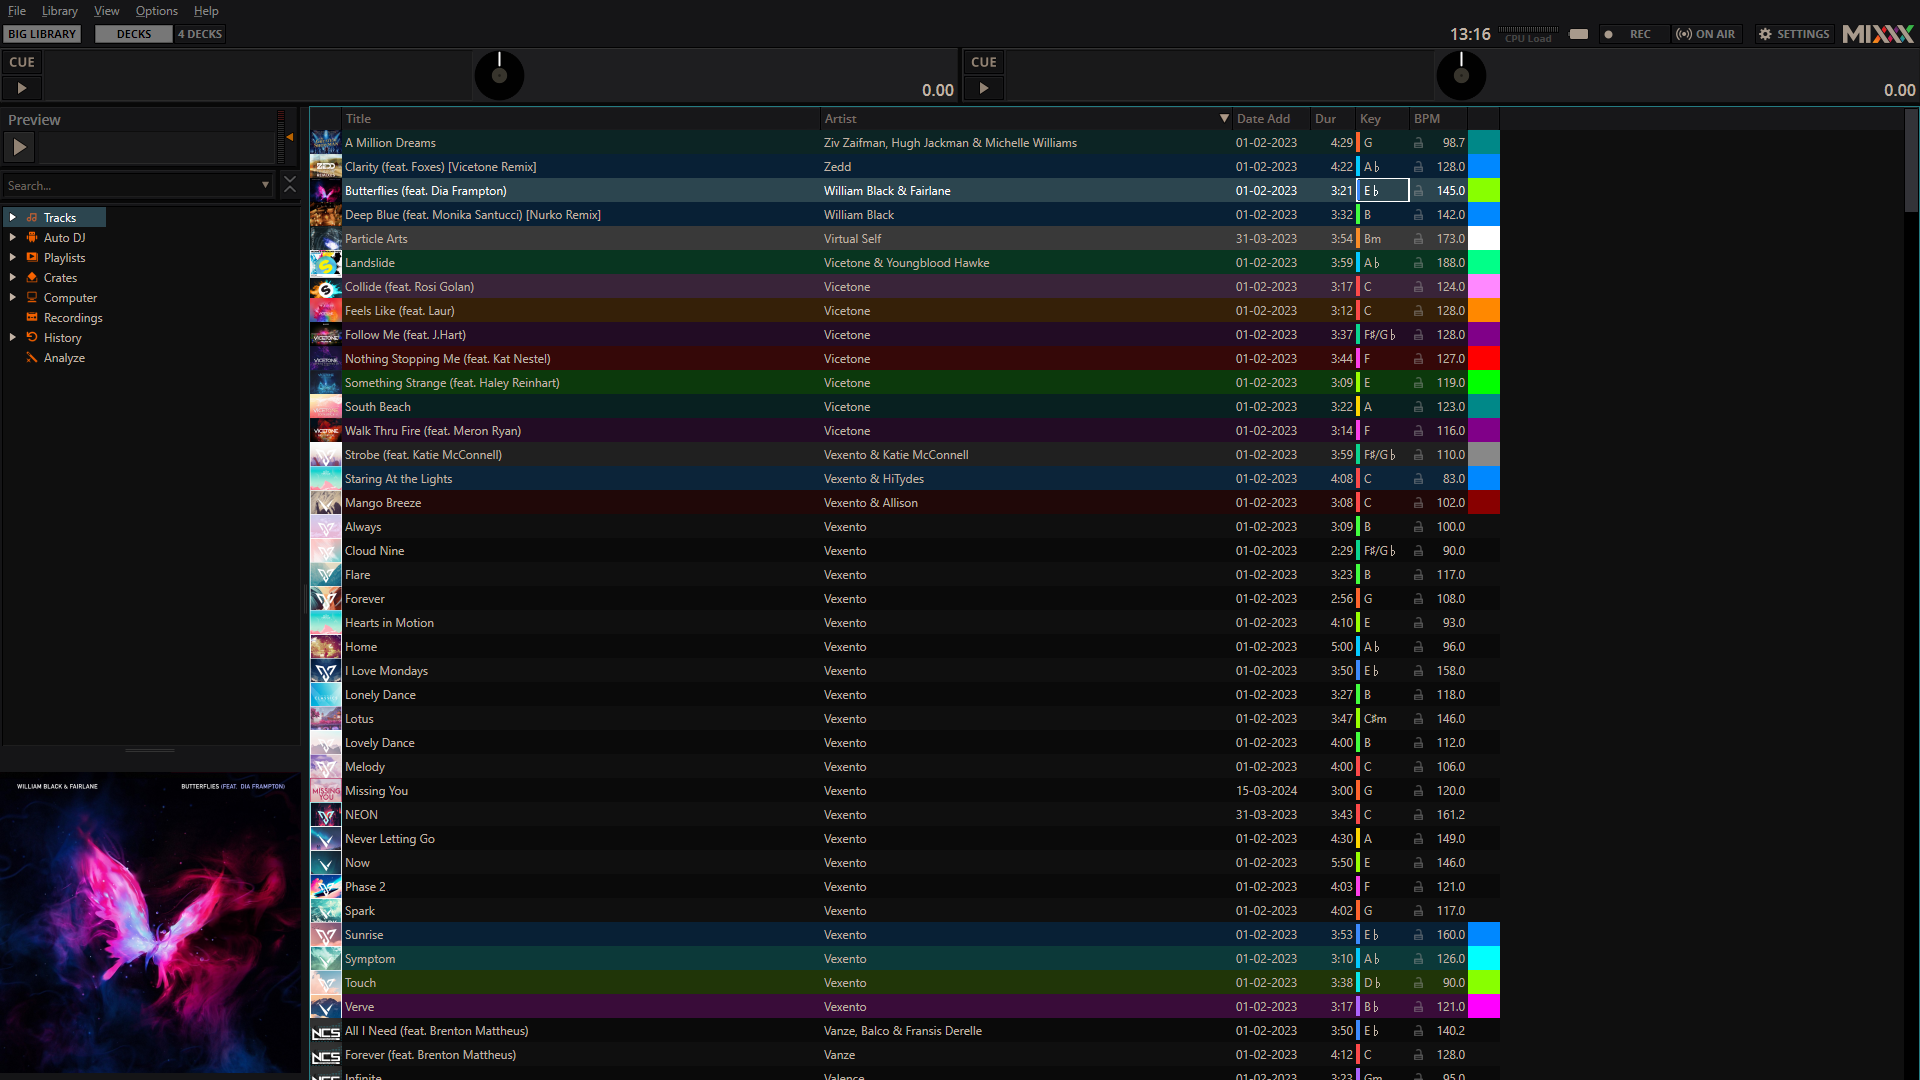 File Library View Options Help
BIG LIBRARY DECKS 4 DECKS 13:16 CPU Load REC ON AIR SETTINGS MIXXX
CUE 0.00 CUE 0.00
Preview
Search...
Tracks
Auto DJ
Playlists
Crates
Computer
Recordings
History
Analyze
WILLIAM BLACK & FAIRLANE BUTTERFLIES (FEAT. DIA FRAMPTON)
Title Artist Date Add Dur Key BPM
A Million Dreams Ziv Zaifman, Hugh Jackman & Michelle Williams 01-02-2023 4:29 G 98.7
Clarity (feat. Foxes) [Vicetone Remix] Zedd 01-02-2023 4:22 A♭ 128.0
Butterflies (feat. Dia Frampton) William Black & Fairlane 01-02-2023 3:21 E♭ 145.0
Deep Blue (feat. Monika Santucci) [Nurko Remix] William Black 01-02-2023 3:32 B 142.0
Particle Arts Virtual Self 31-03-2023 3:54 Bm 173.0
Landslide Vicetone & Youngblood Hawke 01-02-2023 3:59 A♭ 188.0
Collide (feat. Rosi Golan) Vicetone 01-02-2023 3:17 C 124.0
Feels Like (feat. Laur) Vicetone 01-02-2023 3:12 C 128.0
Follow Me (feat. J.Hart) Vicetone 01-02-2023 3:37 F♯/G♭ 128.0
Nothing Stopping Me (feat. Kat Nestel) Vicetone 01-02-2023 3:44 F 127.0
Something Strange (feat. Haley Reinhart) Vicetone 01-02-2023 3:09 E 119.0
South Beach Vicetone 01-02-2023 3:22 A 123.0
Walk Thru Fire (feat. Meron Ryan) Vicetone 01-02-2023 3:14 F 116.0
Strobe (feat. Katie McConnell) Vexento & Katie McConnell 01-02-2023 3:59 F♯/G♭ 110.0
Staring At the Lights Vexento & HiTydes 01-02-2023 4:08 C 83.0
Mango Breeze Vexento & Allison 01-02-2023 3:08 C 102.0
Always Vexento 01-02-2023 3:09 B 100.0
Cloud Nine Vexento 01-02-2023 2:29 F♯/G♭ 90.0
Flare Vexento 01-02-2023 3:23 B 117.0
Forever Vexento 01-02-2023 2:56 G 108.0
Hearts in Motion Vexento 01-02-2023 4:10 E 93.0
Home Vexento 01-02-2023 5:00 A♭ 96.0
I Love Mondays Vexento 01-02-2023 3:50 E♭ 158.0
Lonely Dance Vexento 01-02-2023 3:27 B 118.0
Lotus Vexento 01-02-2023 3:47 C♯m 146.0
Lovely Dance Vexento 01-02-2023 4:00 B 112.0
Melody Vexento 01-02-2023 4:00 C 106.0
MISSING YOU Missing You Vexento 15-03-2024 3:00 G 120.0
NEON Vexento 31-03-2023 3:43 C 161.2
Never Letting Go Vexento 01-02-2023 4:30 A 149.0
Now Vexento 01-02-2023 5:50 E 146.0
Phase 2 Vexento 01-02-2023 4:03 F 121.0
Spark Vexento 01-02-2023 4:02 G 117.0
Sunrise Vexento 01-02-2023 3:53 E♭ 160.0
Symptom Vexento 01-02-2023 3:10 A♭ 126.0
Touch Vexento 01-02-2023 3:38 D♭ 90.0
Verve Vexento 01-02-2023 3:17 B♭ 121.0
NCS All I Need (feat. Brenton Mattheus) Vanze, Balco & Fransis Derelle 01-02-2023 3:50 E♭ 140.2
NCS Forever (feat. Brenton Mattheus) Vanze 01-02-2023 4:12 C 128.0
Infinite Valence 01-02-2023 3:23 Gm 95.0